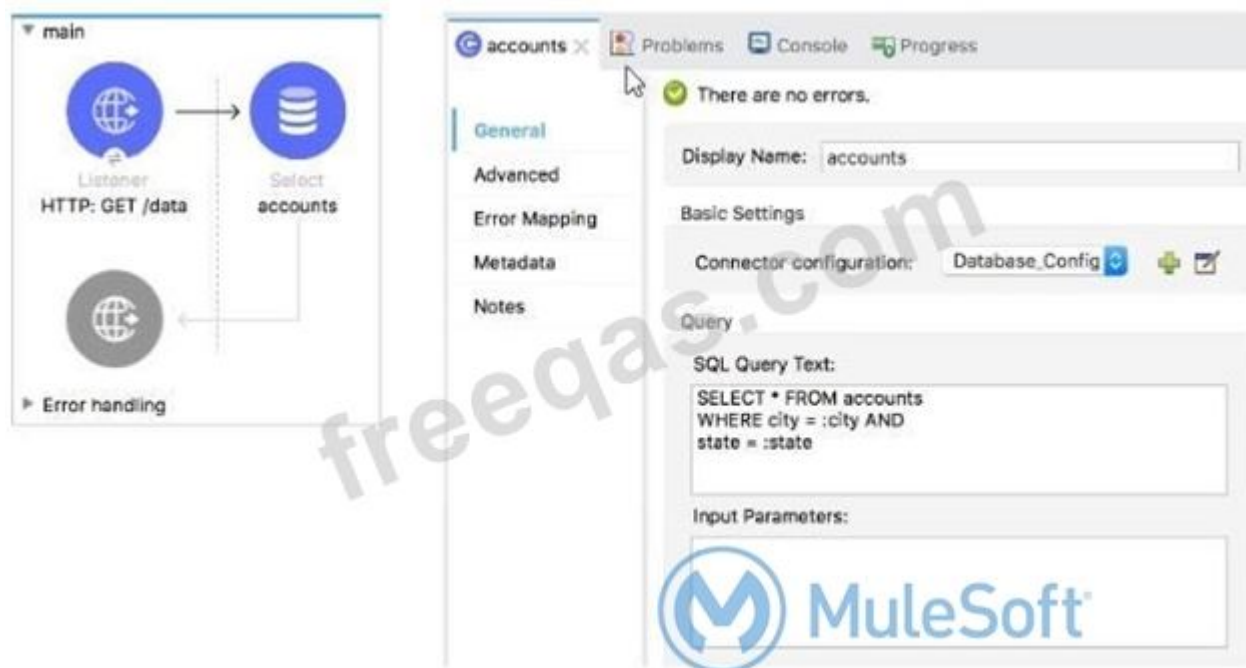 main
Listener
HTTP: GET /data
Select
accounts
Error handling
accounts
Problems
Console
Progress
There are no errors.
General
Advanced
Error Mapping
Metadata
Notes
Display Name: accounts
Basic Settings
Connector configuration: Database_Config
Query
SQL Query Text:
SELECT * FROM accounts
WHERE city = :city AND
state = :state
Input Parameters:
MuleSoft
freeqas.com